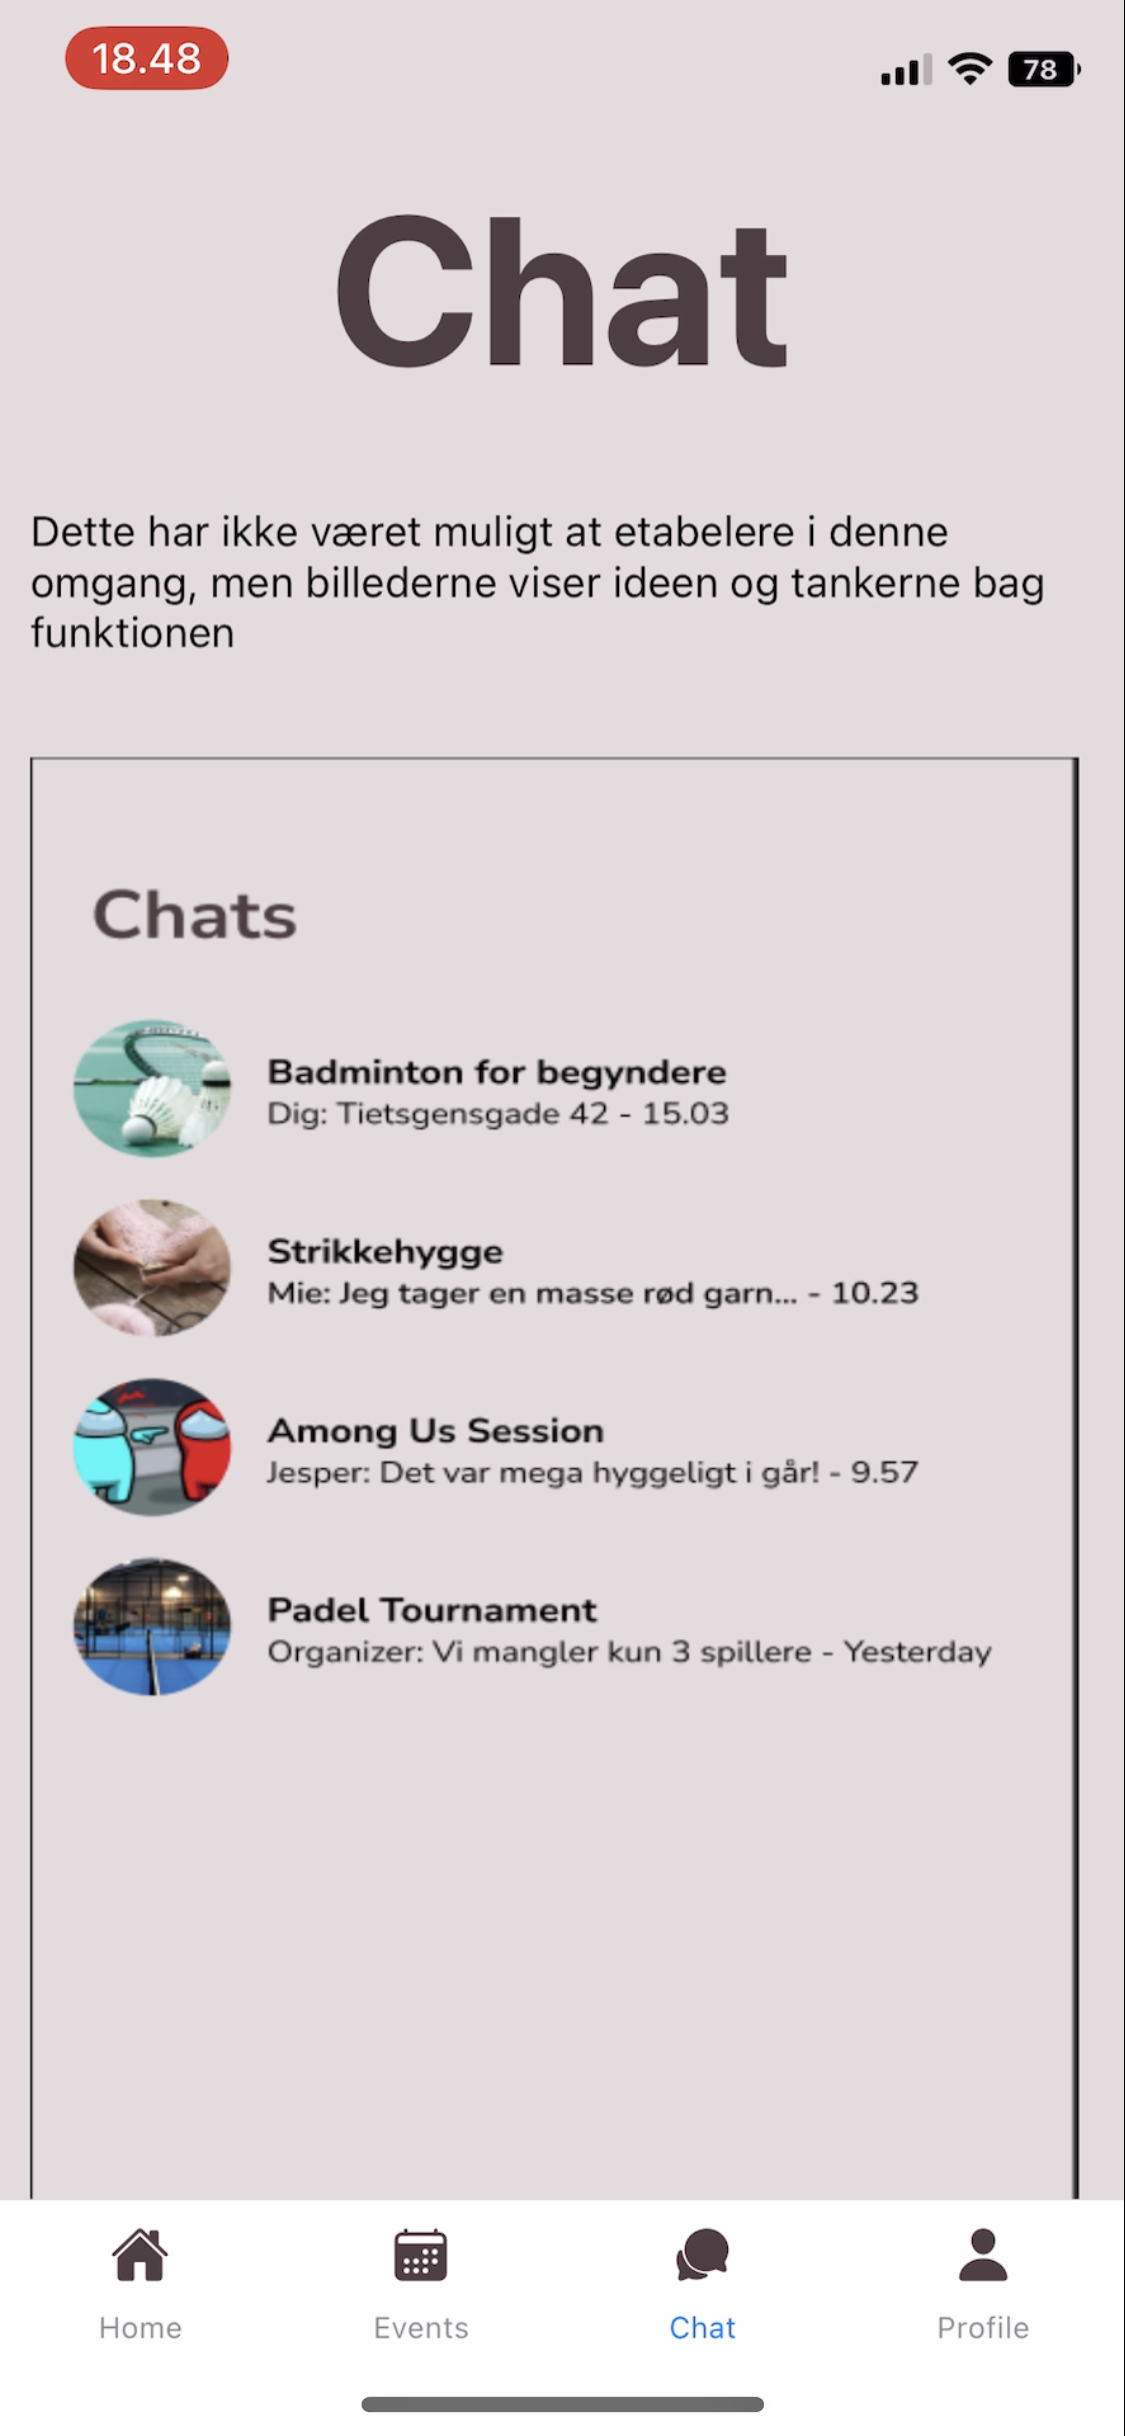 18.48
78
Chat
Dette har ikke været muligt at etabelere i denne
omgang, men billederne viser ideen og tankerne bag
funktionen
Chats
Badminton for begyndere
Dig: Tietsgensgade 42 - 15.03
Strikkehygge
Mie: Jeg tager en masse rød garn... - 10.23
Among Us Session
Jesper: Det var mega hyggeligt i går! - 9.57
Padel Tournament
Organizer: Vi mangler kun 3 spillere - Yesterday
Home
Events
Chat
Profile